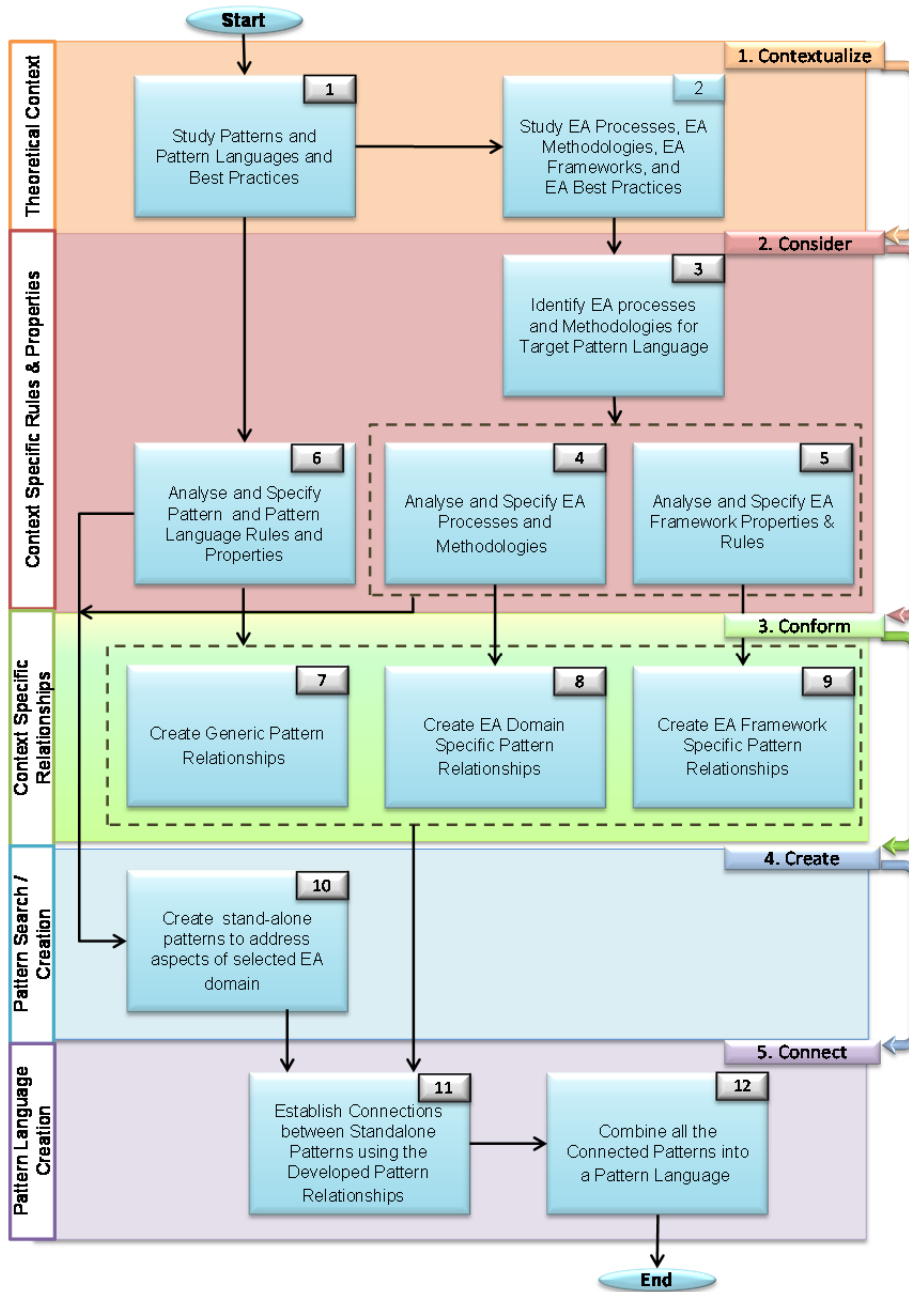 Start
1. Contextualize
Theoretical Context
1
Study Patterns and
Pattern Languages and
Best Practices
2
Study EA Processes, EA
Methodologies, EA
Frameworks, and
EA Best Practices
2. Consider
Context Specific Rules & Properties
3
Identify EA processes
and Methodologies for
Target Pattern Language
6
Analyse and Specify
Pattern and Pattern
Language Rules and
Properties
4
Analyse and Specify EA
Processes and
Methodologies
5
Analyse and Specify EA
Framework Properties &
Rules
3. Conform
Context Specific
Relationships
7
Create Generic Pattern
Relationships
8
Create EA Domain
Specific Pattern
Relationships
9
Create EA Framework
Specific Pattern
Relationships
4. Create
Pattern Search /
Creation
10
Create stand-alone
patterns to address
aspects of selected EA
domain
5. Connect
Pattern Language
Creation
11
Establish Connections
between Standalone
Patterns using the
Developed Pattern
Relationships
12
Combine all the
Connected Patterns into
a Pattern Language
End